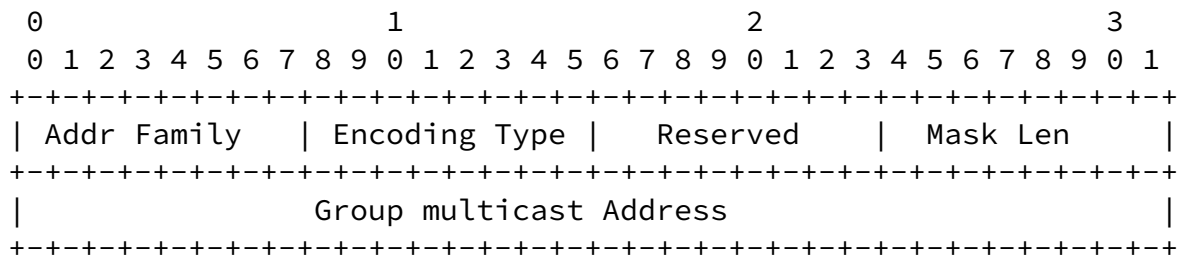 0                   1                   2                   3
 0 1 2 3 4 5 6 7 8 9 0 1 2 3 4 5 6 7 8 9 0 1 2 3 4 5 6 7 8 9 0 1
+-+-+-+-+-+-+-+-+-+-+-+-+-+-+-+-+-+-+-+-+-+-+-+-+-+-+-+-+-+-+-+-+
| Addr Family   | Encoding Type |   Reserved    |  Mask Len     |
+-+-+-+-+-+-+-+-+-+-+-+-+-+-+-+-+-+-+-+-+-+-+-+-+-+-+-+-+-+-+-+-+
|                Group multicast Address                        |
+-+-+-+-+-+-+-+-+-+-+-+-+-+-+-+-+-+-+-+-+-+-+-+-+-+-+-+-+-+-+-+-+